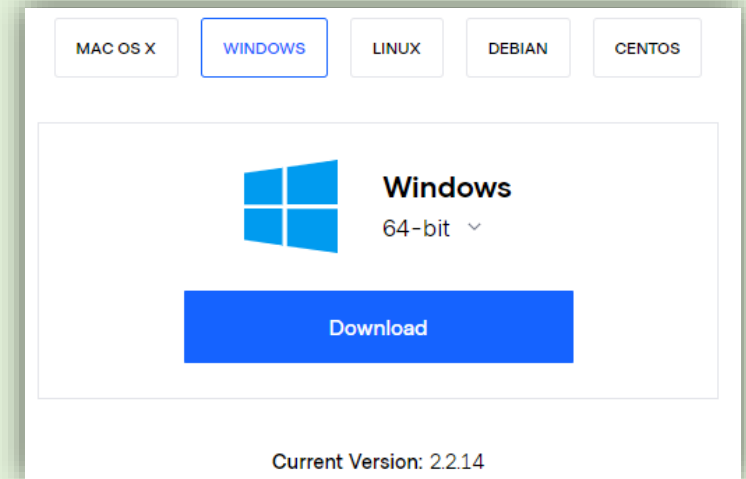 MAC OS X WINDOWS LINUX DEBIAN CENTOS
Windows
64-bit
Download
Current Version: 2.2.14